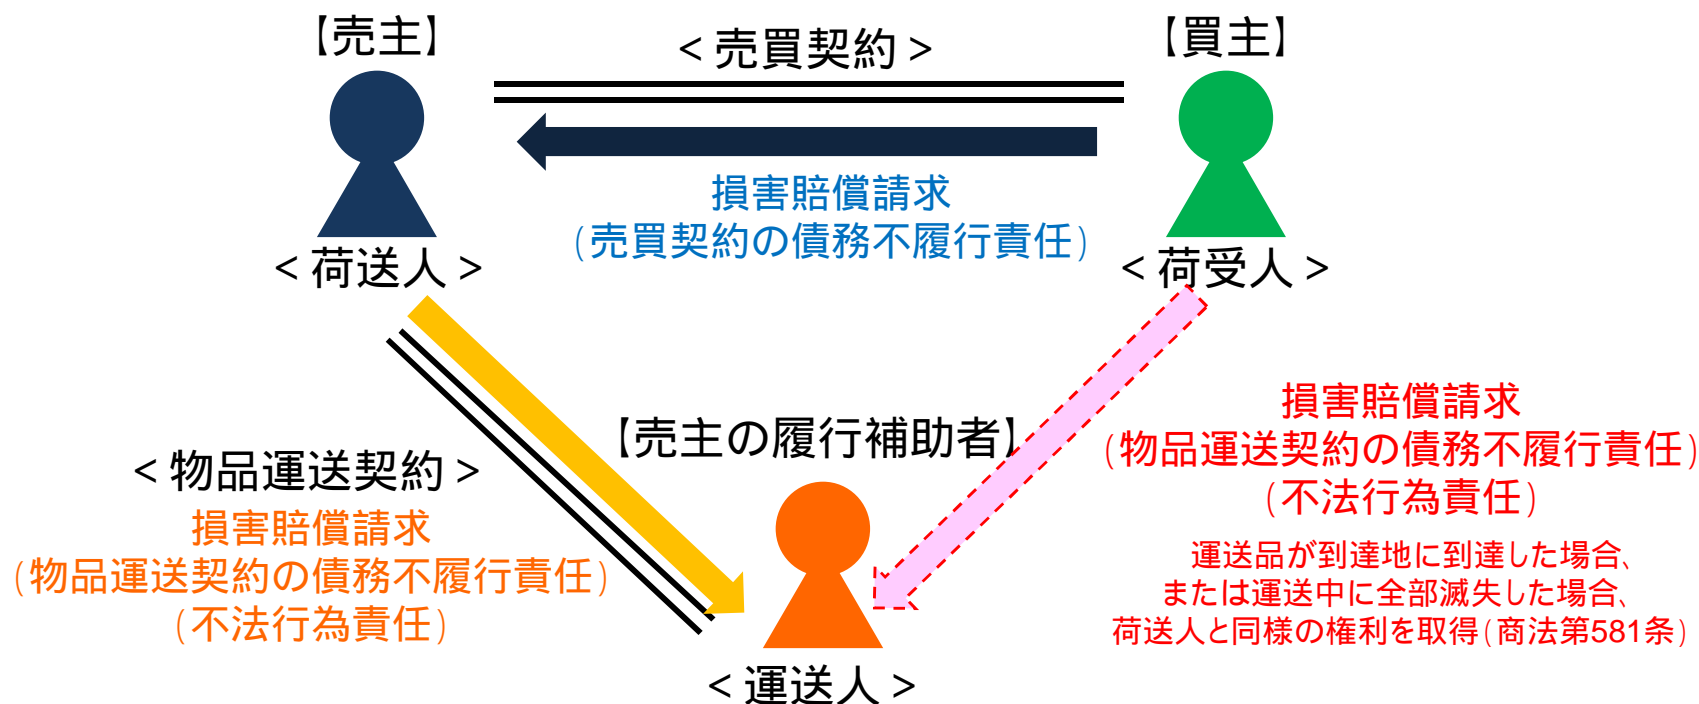 【売主】
＜売買契約＞
【買主】
損害賠償請求
（売買契約の債務不履行責任）
＜荷送人＞
＜荷受人＞
【売主の履行補助者】
＜物品運送契約＞
損害賠償請求
（物品運送契約の債務不履行責任）
（不法行為責任）
損害賠償請求
（物品運送契約の債務不履行責任）
（不法行為責任）
運送品が到達地に到達した場合、
または運送中に全部滅失した場合、
荷送人と同様の権利を取得（商法第581条）
＜運送人＞